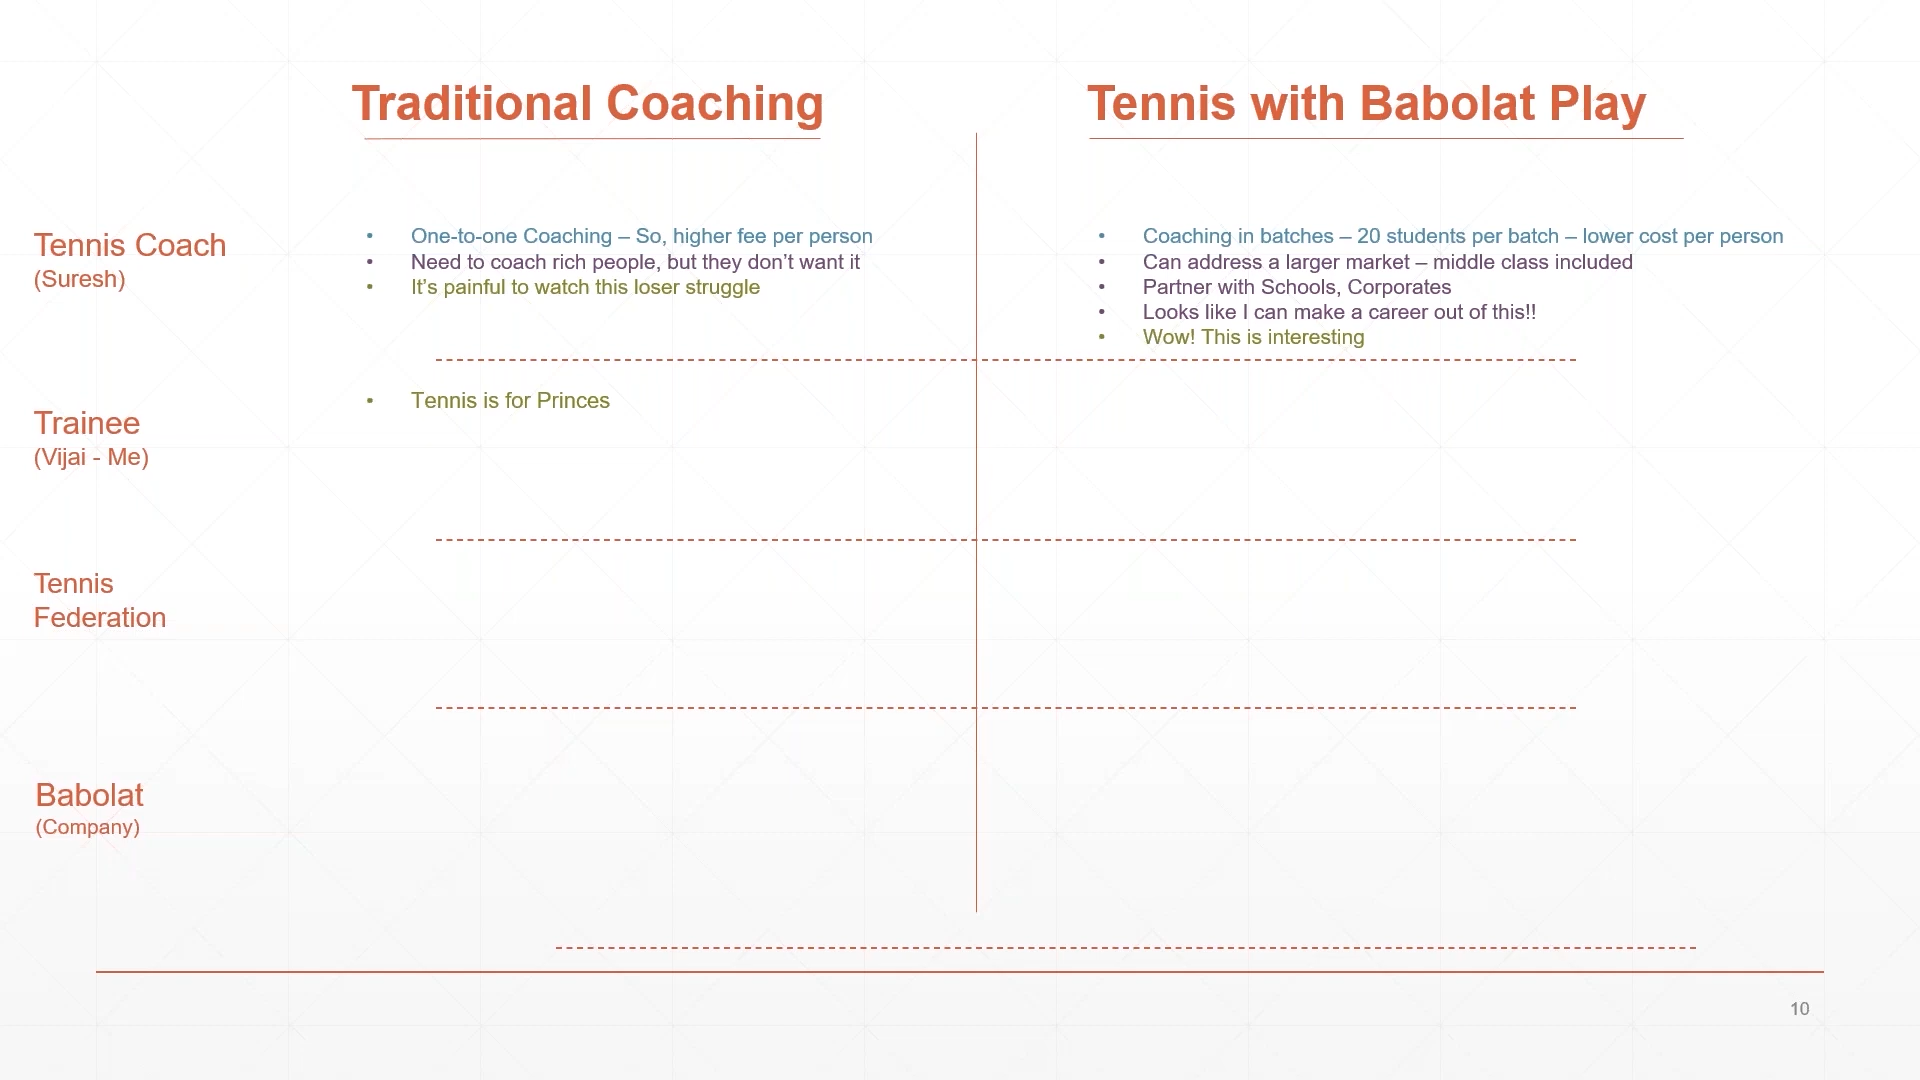 Traditional Coaching
Tennis with Babolat Play
Tennis Coach
(Suresh)
• One-to-one Coaching – So, higher fee per person
• Need to coach rich people, but they don’t want it
• It’s painful to watch this loser struggle
• Coaching in batches – 20 students per batch – lower cost per person
• Can address a larger market – middle class included
• Partner with Schools, Corporates
• Looks like I can make a career out of this!!
• Wow! This is interesting
Trainee
(Vijai - Me)
• Tennis is for Princes
Tennis
Federation
Babolat
(Company)
10